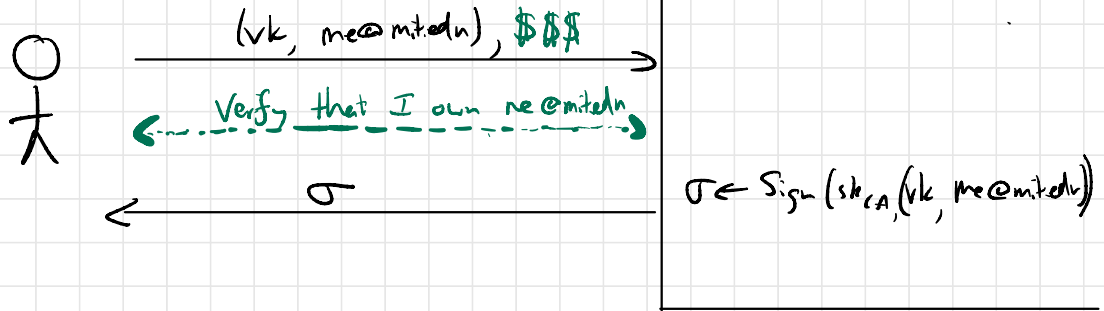 (vk, me@mit.edu), $$$
Verify that I own me@mit.edu
σ
σ ← Sign(sk_CA, (vk, me@mit.edu))